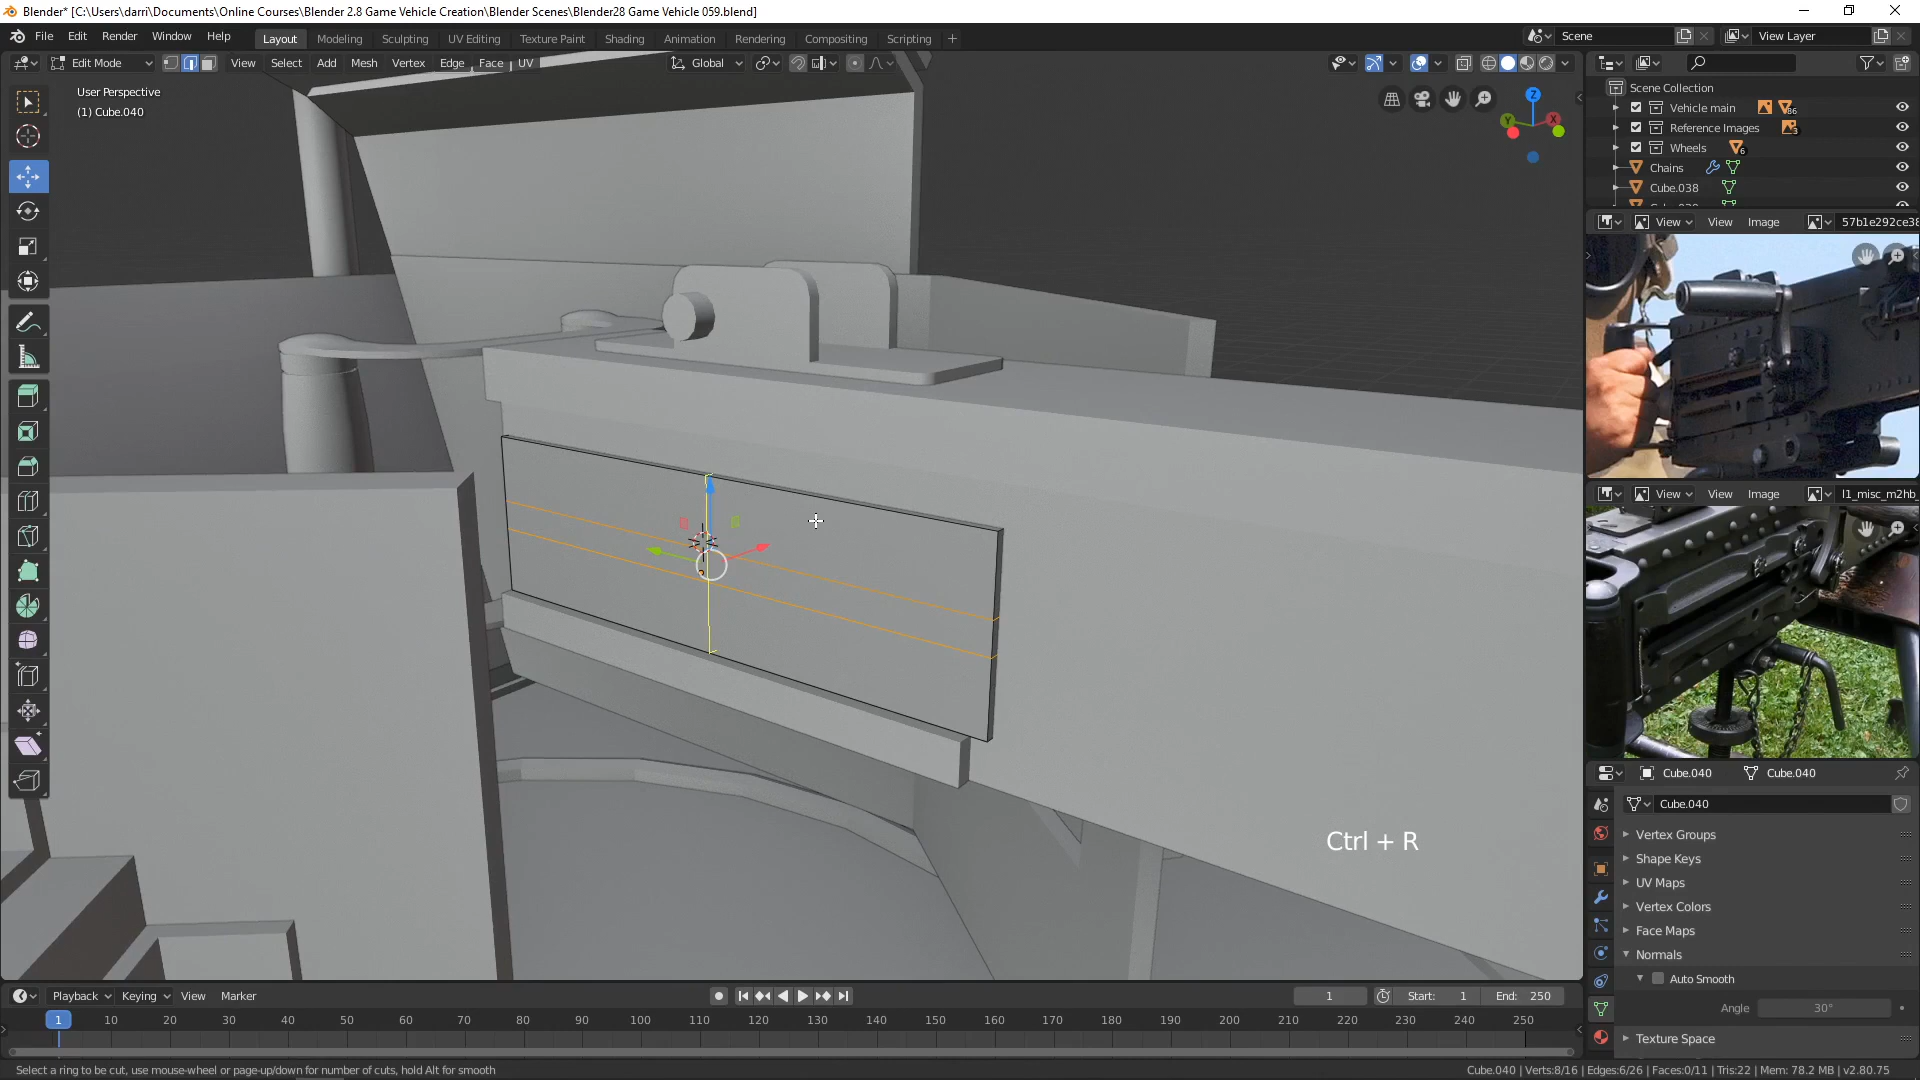 Blender* [C:\Users\darri\Documents\Online Courses\Blender 2.8 Game Vehicle Creation\Blender Scenes\Blender28 Game Vehicle 059.blend]
File Edit Render Window Help
Layout Modeling Sculpting UV Editing Texture Paint Shading Animation Rendering Compositing Scripting +
Scene
View Layer
Edit Mode
View Select Add Mesh Vertex Edge Face UV
Global
User Perspective
(1) Cube.040
Z
Y
X
Scene Collection
Vehicle main 86
Reference Images 3
Wheels 6
Chains
Cube.038
View View Image 57b1e292ce38
View View Image l1_misc_m2hb_
Cube.040 Cube.040
Cube.040
Vertex Groups
Shape Keys
UV Maps
Vertex Colors
Face Maps
Normals
Auto Smooth
Angle 30°
Texture Space
Ctrl + R
Playback Keying View Marker
1 Start: 1 End: 250
1 10 20 30 40 50 60 70 80 90 100 110 120 130 140 150 160 170 180 190 200 210 220 230 240 250
Select a ring to be cut, use mouse-wheel or page-up/down for number of cuts, hold Alt for smooth
Cube.040 | Verts:8/16 | Edges:6/26 | Faces:0/11 | Tris:22 | Mem: 78.2 MB | v2.80.75